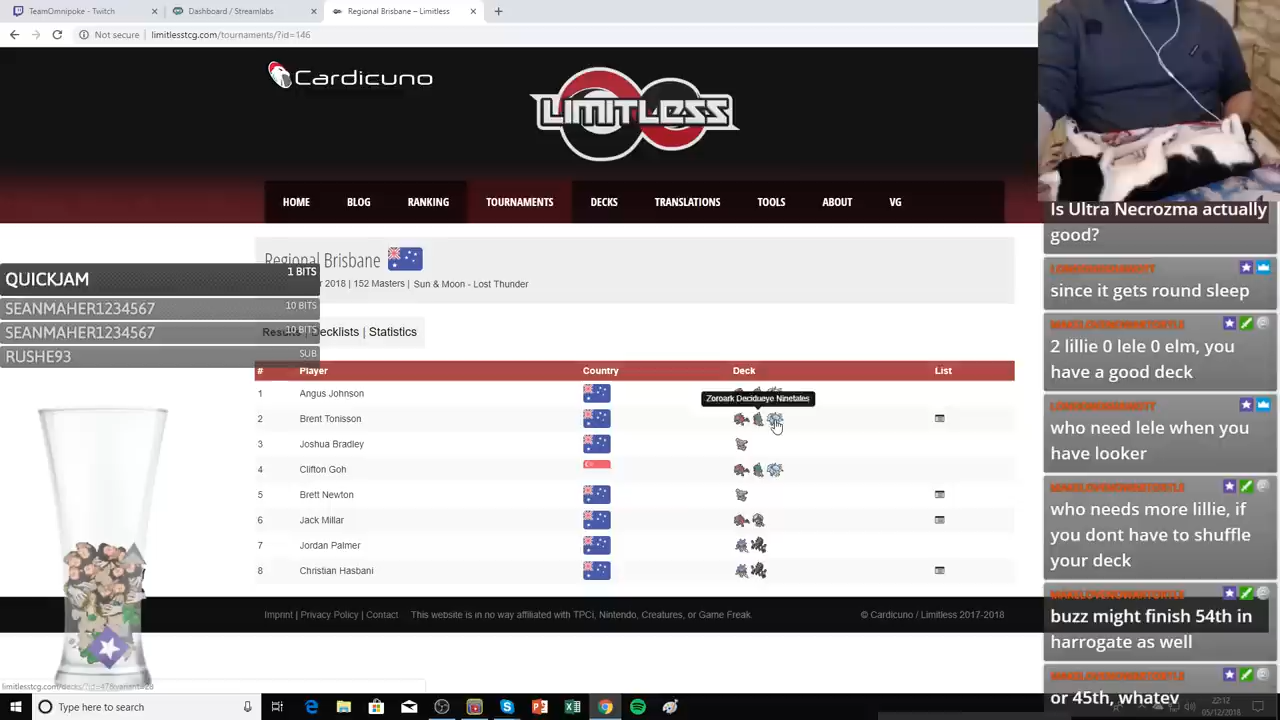 TeamOmnipoke - Twitch
Dashboard / Streamlabs
Regional Brisbane – Limitless
Not secure | limitlesstcg.com/tournaments/?id=146
Cardicuno
LIMITLESS
HOME BLOG RANKING TOURNAMENTS DECKS TRANSLATIONS TOOLS ABOUT VG
Regional Brisbane
2018 | 152 Masters | Sun & Moon - Lost Thunder
| Statistics
QUICKJAM 1 BITS
SEANMAHER1234567 10 BITS
SEANMAHER1234567 10 BITS
RUSHE93 SUB
# Player Country Deck List
1 Angus Johnson
Zoroark Decidueye Ninetales
2 Brent Tonisson
3 Joshua Bradley
4 Clifton Goh
5 Brett Newton
6 Jack Millar
7 Jordan Palmer
8 Christian Hasbani
Imprint | Privacy Policy | Contact This website is in no way affiliated with TPCi, Nintendo, Creatures, or Game Freak. © Cardicuno / Limitless 2017-2018
Is Ultra Necrozma actually
good?
since it gets round sleep
2 lillie 0 lele 0 elm, you
have a good deck
who need lele when you
have looker
who needs more lillie, if
you dont have to shuffle
your deck
buzz might finish 54th in
harrogate as well
or 45th, whatev
Type here to search
22:12
05/12/2018